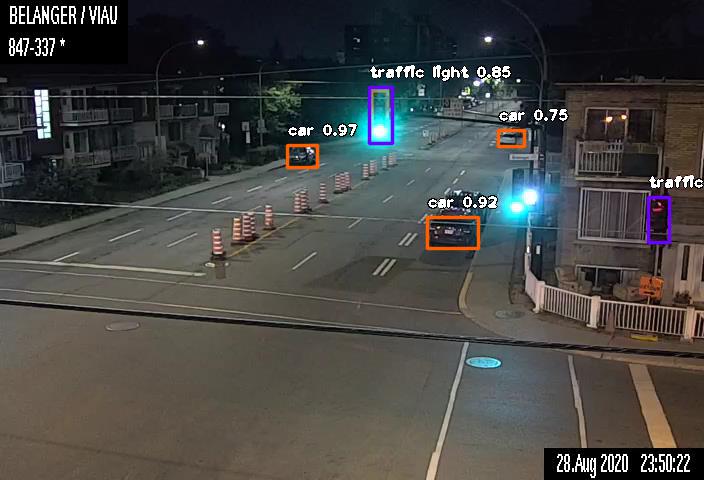 BELANGER / VIAU
847-337 *
traffic light 0.85
car 0.75
car 0.97
traffic
car 0.92
28.Aug 2020 23:50:22